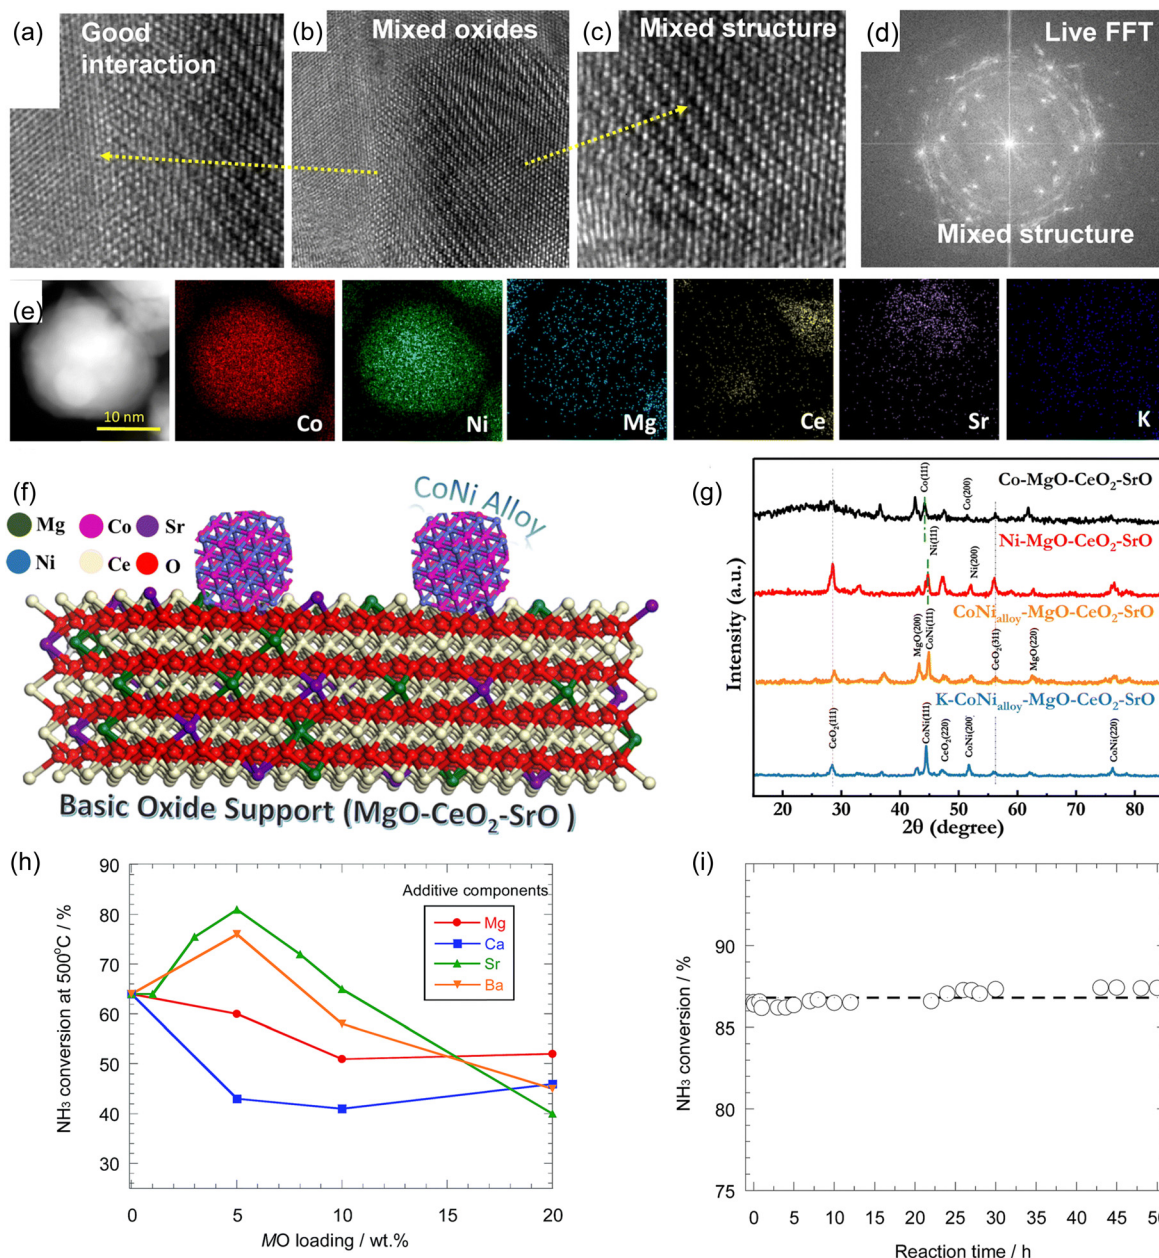 (a)
Good
interaction
(b)
Mixed oxides
(c)
Mixed structure
(d)
Live FFT
Mixed structure
(e)
10 nm
Co
Ni
Mg
Ce
Sr
K
(f)
CoNi Alloy
Mg
Co
Sr
Ni
Ce
O
Basic Oxide Support (MgO-CeO₂-SrO )
(g)
Intensity (a.u.)
Co-MgO-CeO₂-SrO
Co(111)
Co(200)
Ni-MgO-CeO₂-SrO
Ni(111)
Ni(200)
CoNi alloy-MgO-CeO₂-SrO
MgO(200)
CoNi(111)
CeO₂(311)
MgO(220)
K-CoNi alloy-MgO-CeO₂-SrO
CeO₂(111)
CoNi(111)
CeO₂(220)
CoNi(200)
CoNi(220)
20 30 40 50 60 70 80
2θ (degree)
(h)
NH₃ conversion at 500°C / %
90
80
70
60
50
40
30
Additive components
Mg
Ca
Sr
Ba
0 5 10 15 20
MO loading / wt.%
(i)
NH₃ conversion / %
90
85
80
75
0 5 10 15 20 25 30 35 40 45 50
Reaction time / h